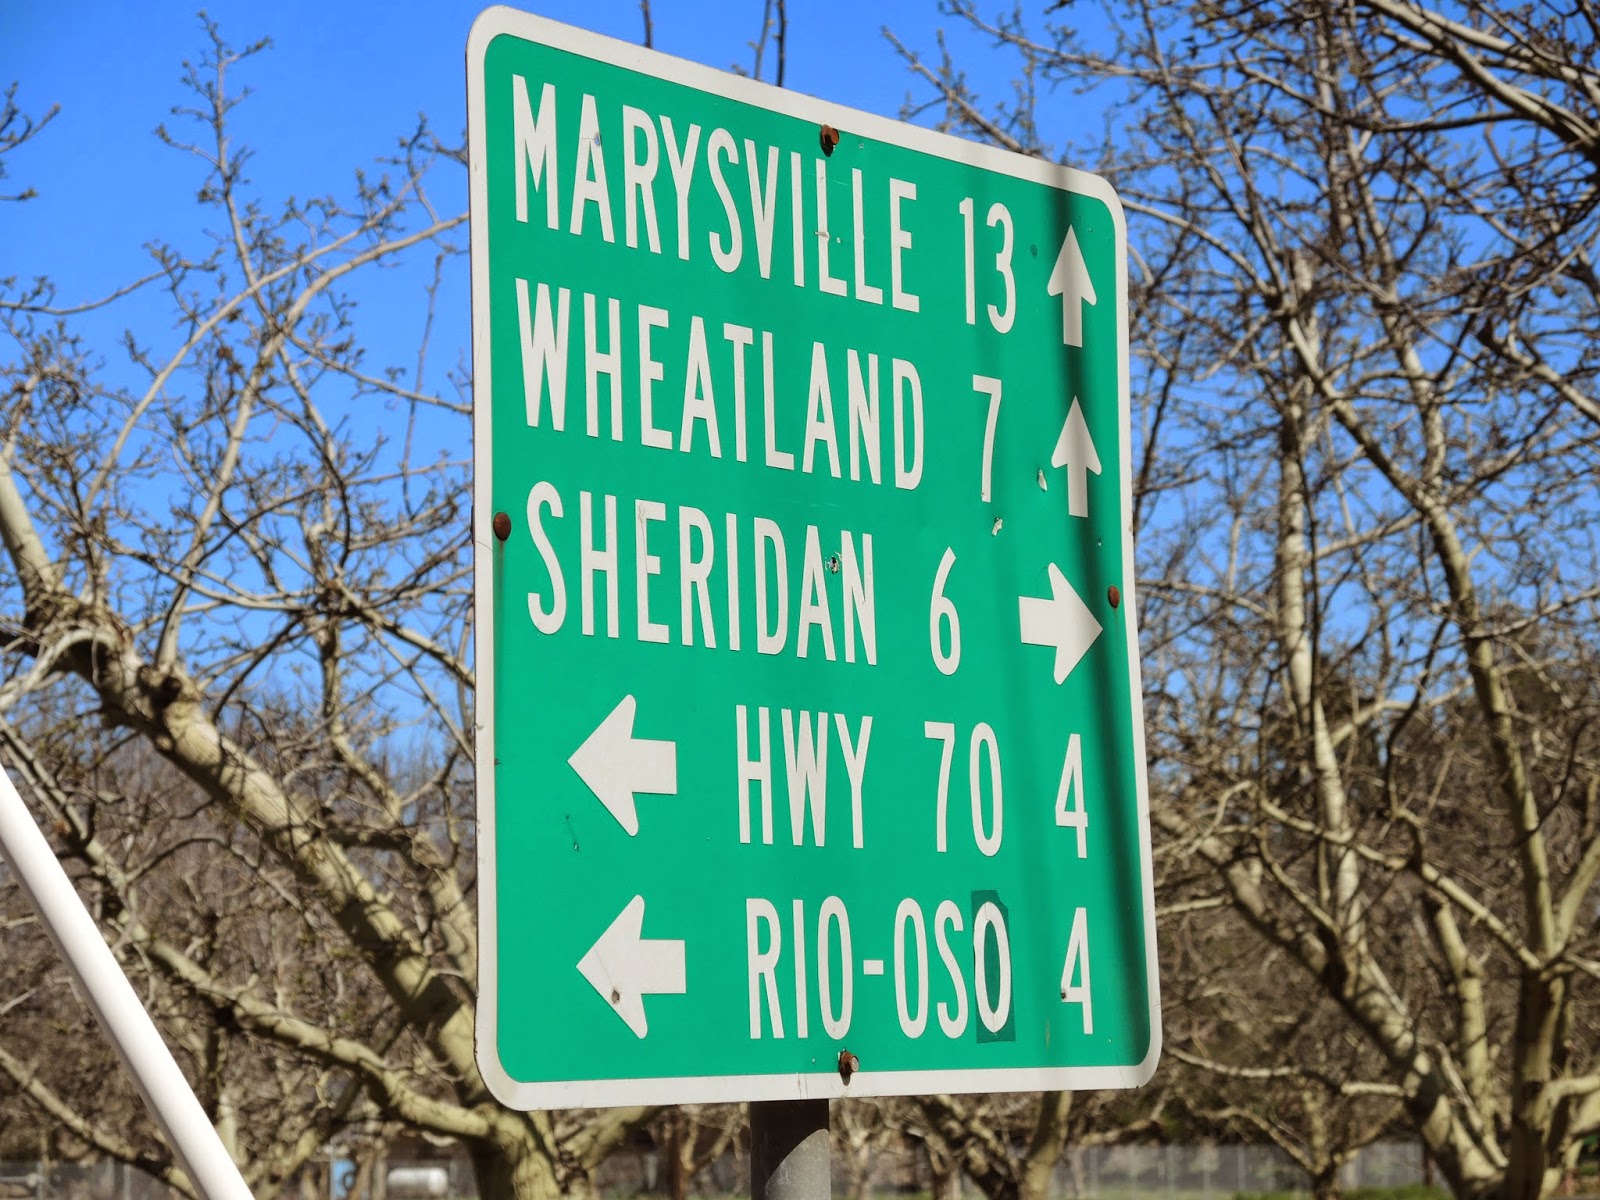 MARYSVILLE 13
WHEATLAND 7
SHERIDAN 6
HWY 70 4
RIO-OSO 4